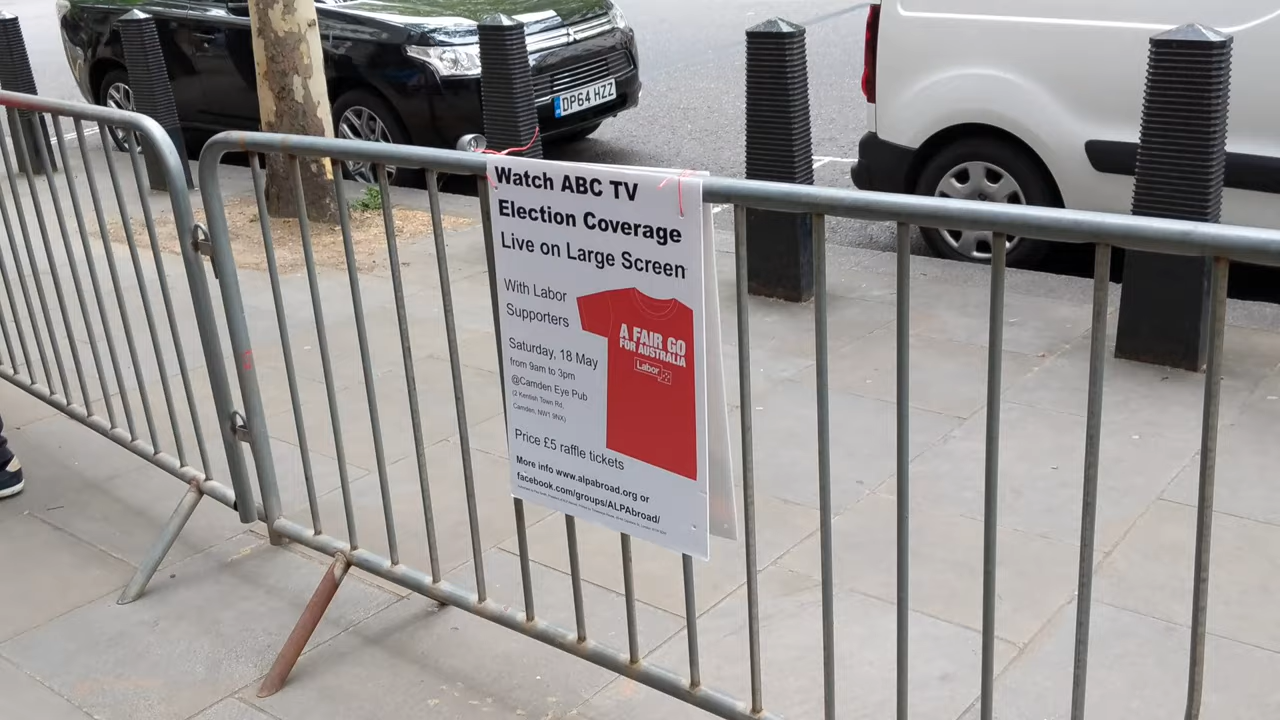 DP64 HZZ
Watch ABC TV
Election Coverage
Live on Large Screen
With Labor
Supporters
A FAIR GO
FOR AUSTRALIA
Labor
Saturday, 18 May
from 9am to 3pm
@Camden Eye Pub
(2 Kentish Town Rd,
Camden, NW1 9NX)
Price £5 raffle tickets
More info www.alpabroad.org or
facebook.com/groups/ALPAbroad/